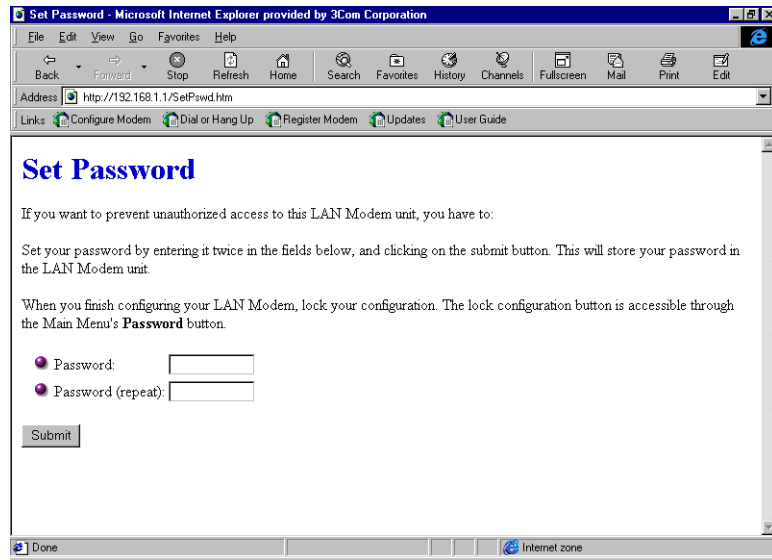 Set Password - Microsoft Internet Explorer provided by 3Com Corporation
File Edit View Go Favorites Help
Back Forward Stop Refresh Home Search Favorites History Channels Fullscreen Mail Print Edit
Address http://192.168.1.1/SetPswd.htm
Links Configure Modem Dial or Hang Up Register Modem Updates User Guide
Set Password
If you want to prevent unauthorized access to this LAN Modem unit, you have to:
Set your password by entering it twice in the fields below, and clicking on the submit button. This will store your password in
the LAN Modem unit.
When you finish configuring your LAN Modem, lock your configuration. The lock configuration button is accessible through
the Main Menu's Password button.
Password:
Password (repeat):
Submit
Done Internet zone